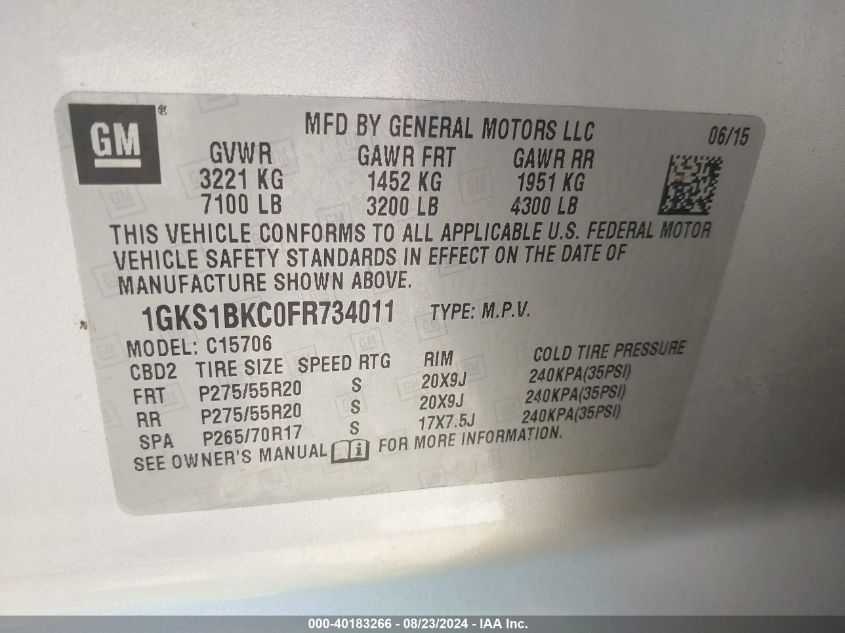 GM ®
MFD BY GENERAL MOTORS LLC 06/15
GVWR GAWR FRT GAWR RR
3221 KG 1452 KG 1951 KG
7100 LB 3200 LB 4300 LB
THIS VEHICLE CONFORMS TO ALL APPLICABLE U.S. FEDERAL MOTOR
VEHICLE SAFETY STANDARDS IN EFFECT ON THE DATE OF
MANUFACTURE SHOWN ABOVE.
1GKS1BKC0FR734011 TYPE: M.P.V.
MODEL: C15706
CBD2 TIRE SIZE SPEED RTG RIM COLD TIRE PRESSURE
FRT P275/55R20 S 20X9J 240KPA(35PSI)
RR P275/55R20 S 20X9J 240KPA(35PSI)
SPA P265/70R17 S 17X7.5J 240KPA(35PSI)
SEE OWNER'S MANUAL i FOR MORE INFORMATION.
000-40183266 - 08/23/2024 - IAA Inc.